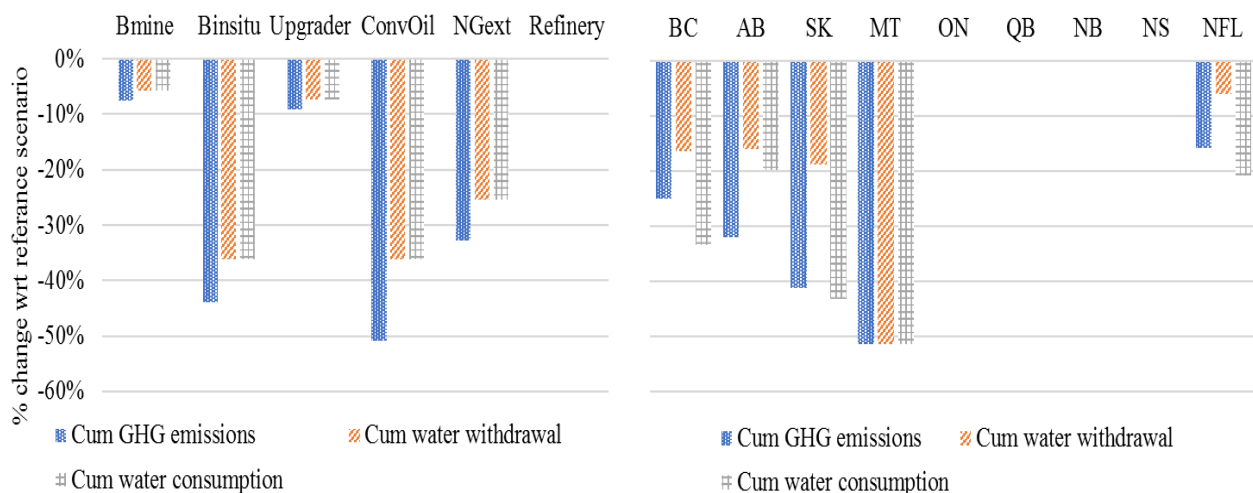 Bmine Binsitu Upgrader ConvOil NGext Refinery
BC AB SK MT ON QB NB NS NFL
% change wrt referance scenario
0%
-10%
-20%
-30%
-40%
-50%
-60%
Cum GHG emissions
Cum water withdrawal
Cum water consumption
Cum GHG emissions
Cum water withdrawal
Cum water consumption